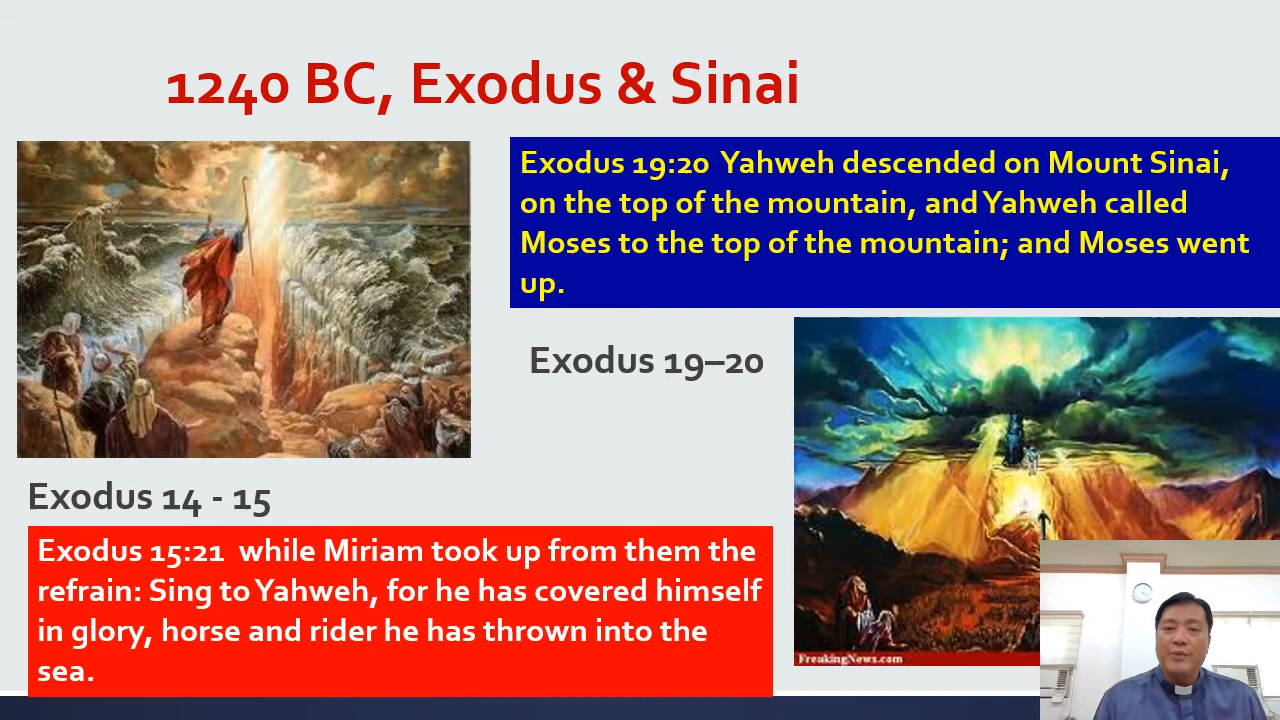 1240 BC, Exodus & Sinai
Exodus 19:20 Yahweh descended on Mount Sinai,
on the top of the mountain, and Yahweh called
Moses to the top of the mountain; and Moses went
up.
Exodus 19–20
Exodus 14 - 15
Exodus 15:21 while Miriam took up from them the
refrain: Sing to Yahweh, for he has covered himself
in glory, horse and rider he has thrown into the
sea.
FreakingNews.com